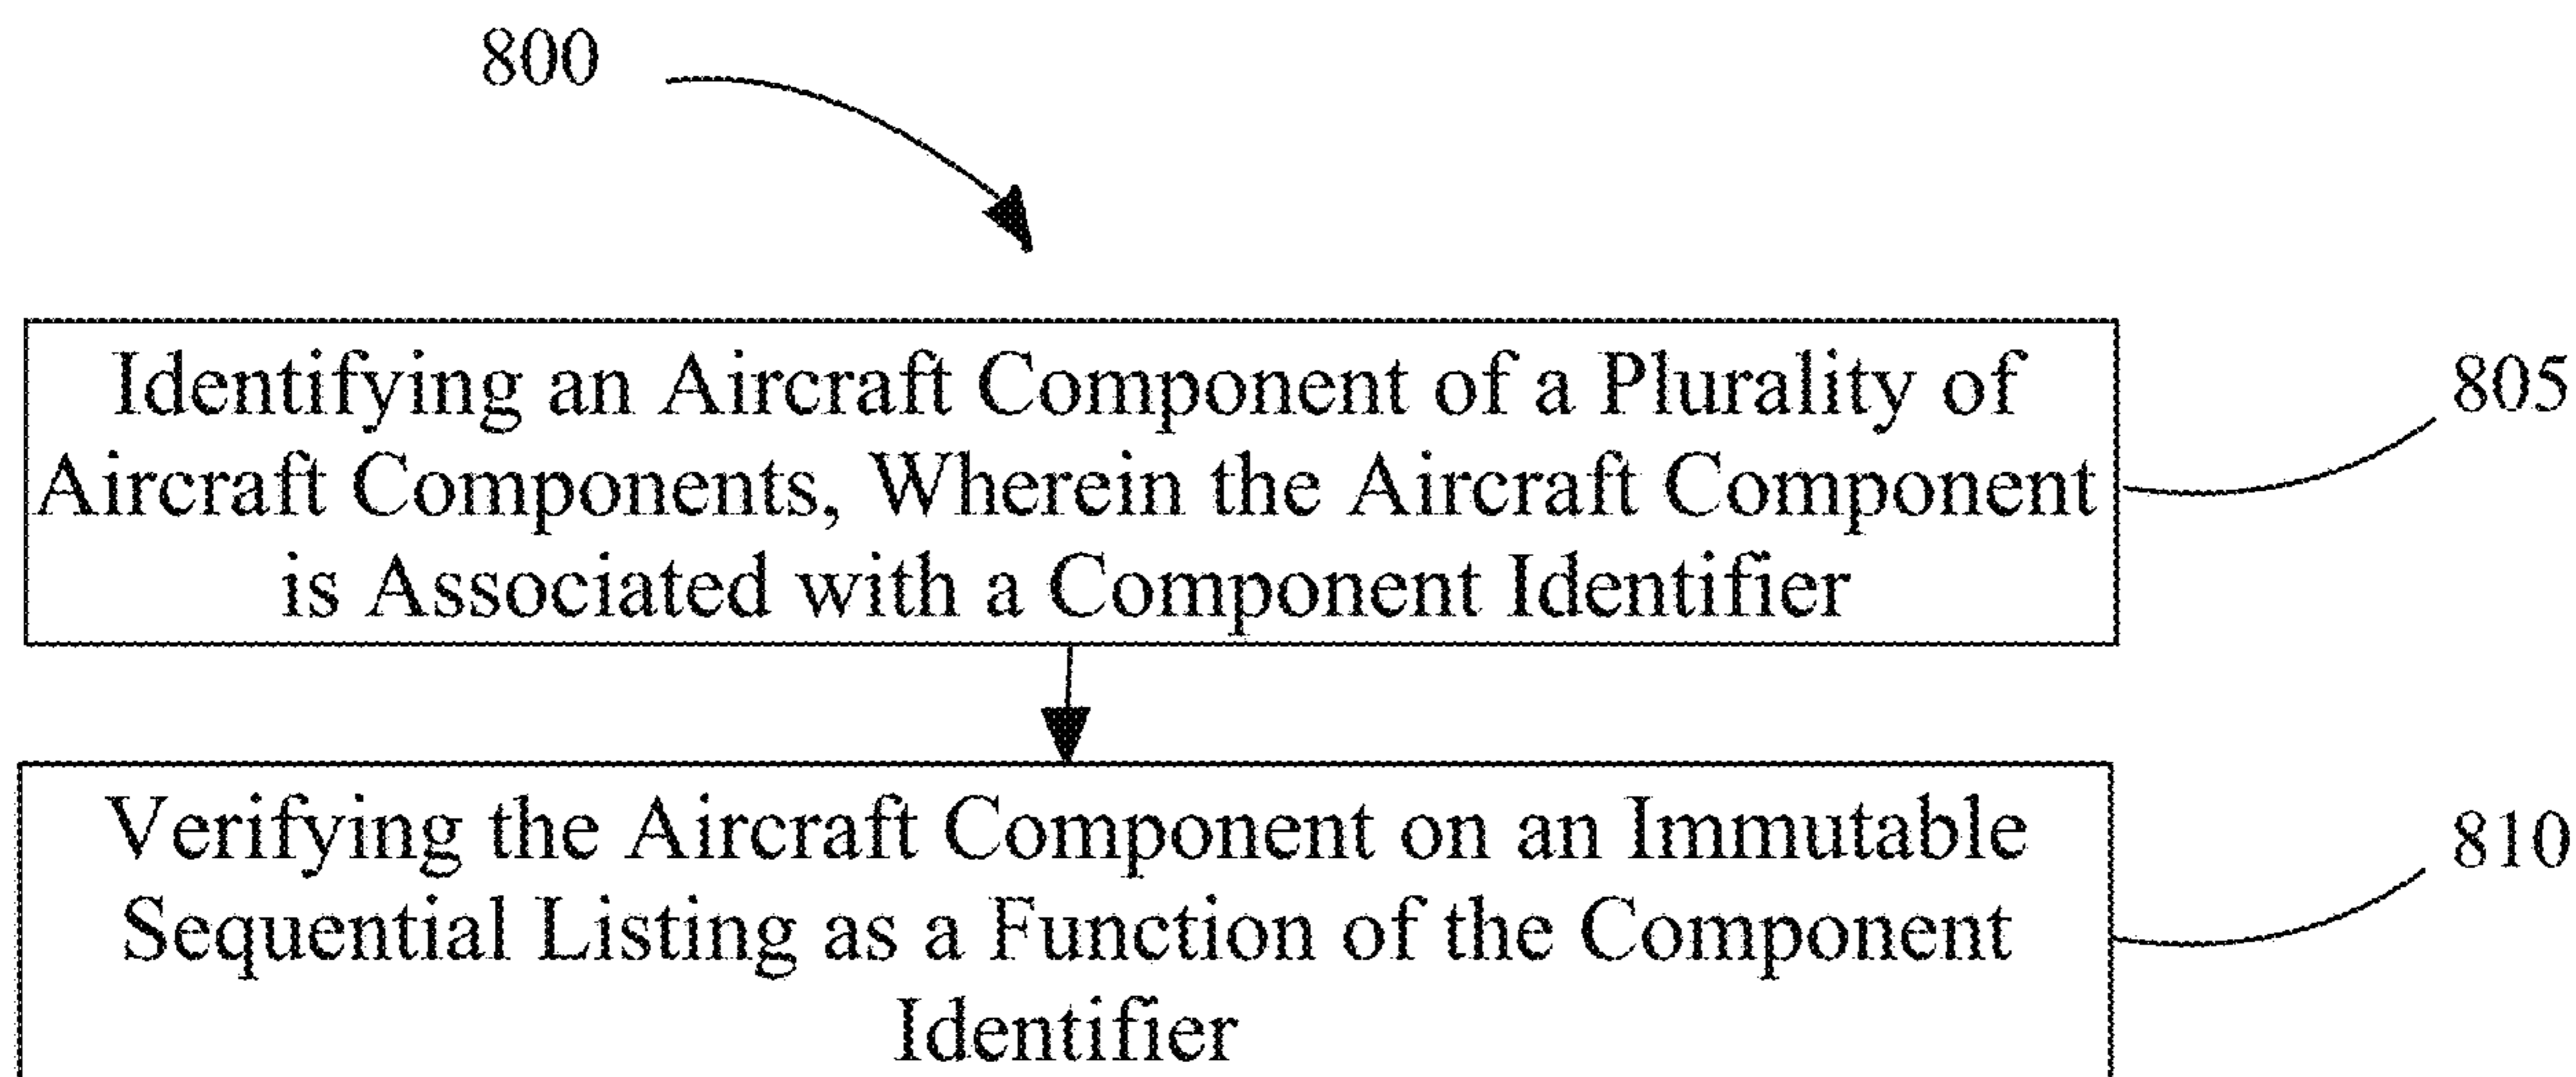 800
Identifying an Aircraft Component of a Plurality of
Aircraft Components, Wherein the Aircraft Component
is Associated with a Component Identifier
805
Verifying the Aircraft Component on an Immutable
Sequential Listing as a Function of the Component
Identifier
810